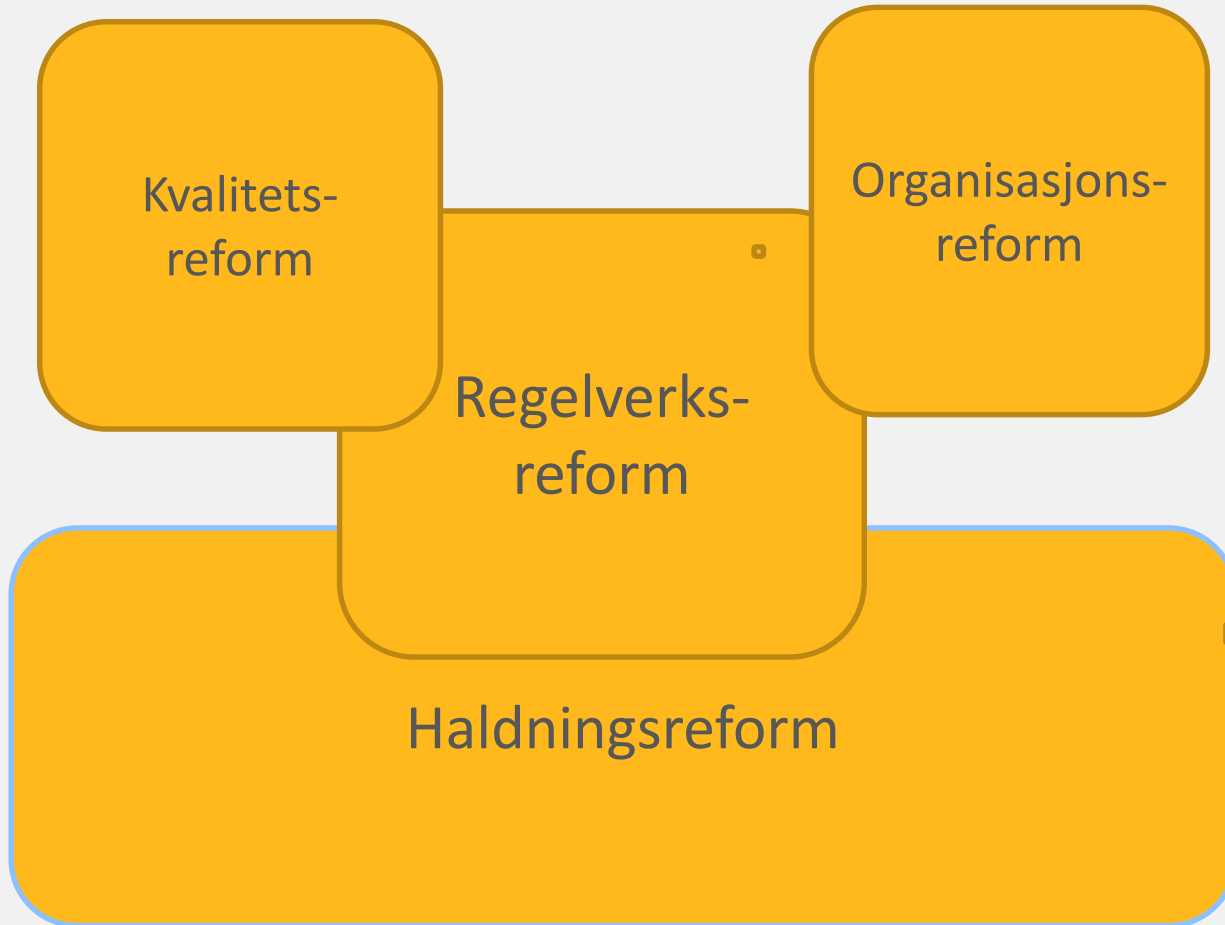 Kvalitets-
reform
Organisasjons-
reform
Regelverks-
reform
Haldningsreform